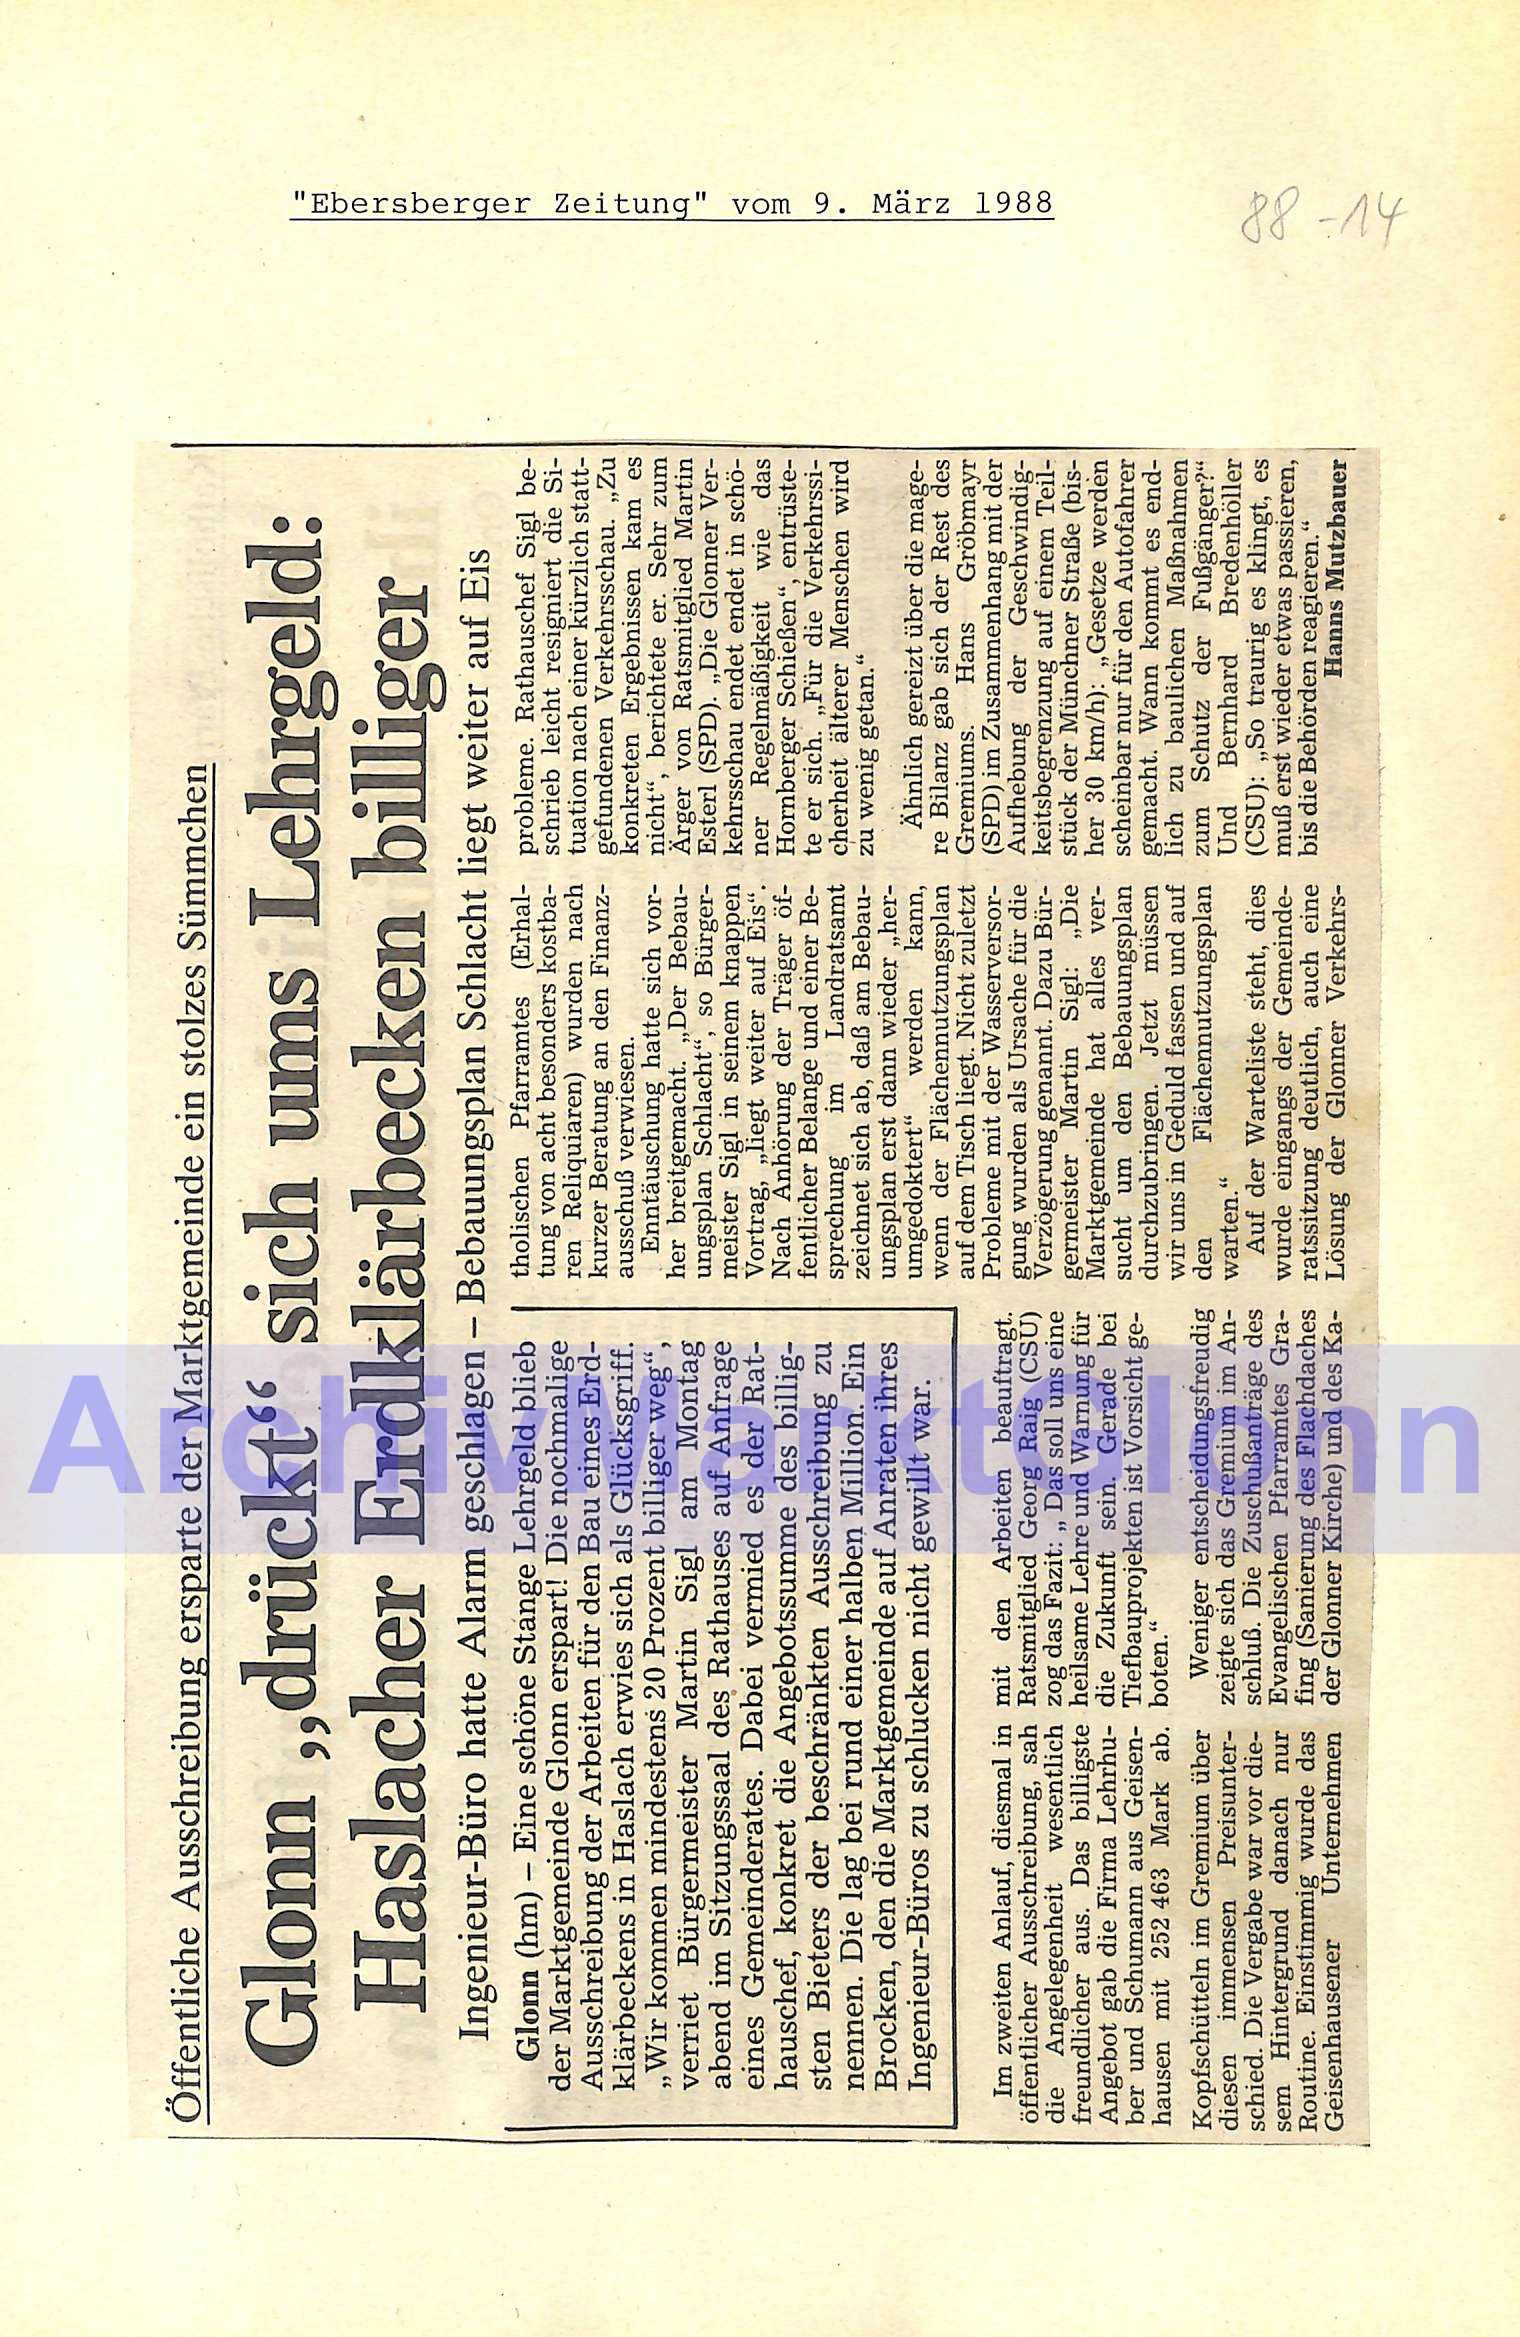 "Ebersberger Zeitung" vom 9. März 1988
88-14
Öffentliche Ausschreibung ersparte der Marktgemeinde ein stolzes Sümmchen
Glonn „drückt“ sich ums Lehrgeld:
Haslacher Erdklärbecken billiger
Ingenieur-Büro hatte Alarm geschlagen – Bebauungsplan Schlacht liegt weiter auf Eis
Glonn (hm) – Eine schöne Stange Lehrgeld blieb
der Marktgemeinde Glonn erspart! Die nochmalige
Ausschreibung der Arbeiten für den Bau eines Erd-
klärbeckens in Haslach erwies sich als Glücksgriff.
„Wir kommen mindestens 20 Prozent billiger weg“,
verriet Bürgermeister Martin Sigl am Montag
abend im Sitzungssaal des Rathauses auf Anfrage
eines Gemeinderates. Dabei vermied es der Rat-
hauschef, konkret die Angebotssumme des billig-
sten Bieters der beschränkten Ausschreibung zu
nennen. Die lag bei rund einer halben Million. Ein
Brocken, den die Marktgemeinde auf Anraten ihres
Ingenieur-Büros zu schlucken nicht gewillt war.
Im zweiten Anlauf, diesmal in
öffentlicher Ausschreibung, sah
die Angelegenheit wesentlich
freundlicher aus. Das billigste
Angebot gab die Firma Lehrhu-
ber und Schumann aus Geisen-
hausen mit 252 463 Mark ab.
Kopfschütteln im Gremium über
diesen immensen Preisunter-
schied. Die Vergabe war vor die-
sem Hintergrund danach nur
Routine. Einstimmig wurde das
Geisenhausener Unternehmen
mit den Arbeiten beauftragt.
Ratsmitglied Georg Raig (CSU)
zog das Fazit: „Das soll uns eine
heilsame Lehre und Warnung für
die Zukunft sein. Gerade bei
Tiefbauprojekten ist Vorsicht ge-
boten.“
Weniger entscheidungsfreudig
zeigte sich das Gremium im An-
schluß. Die Zuschußanträge des
Evangelischen Pfarramtes Gra-
fing (Sanierung des Flachdaches
der Glonner Kirche) und des Ka-
tholischen Pfarramtes (Erhal-
tung von acht besonders kostba-
ren Reliquiaren) wurden nach
kurzer Beratung an den Finanz-
ausschuß verwiesen.
Enntäuschung hatte sich vor-
her breitgemacht. „Der Bebau-
ungsplan Schlacht“, so Bürger-
meister Sigl in seinem knappen
Vortrag, „liegt weiter auf Eis“.
Nach Anhörung der Träger öf-
fentlicher Belange und einer Be-
sprechung im Landratsamt
zeichnet sich ab, daß am Bebau-
ungsplan erst dann wieder „her-
umgedoktert“ werden kann,
wenn der Flächennutzungsplan
auf dem Tisch liegt. Nicht zuletzt
Probleme mit der Wasserversor-
gung wurden als Ursache für die
Verzögerung genannt. Dazu Bür-
germeister Martin Sigl: „Die
Marktgemeinde hat alles ver-
sucht um den Bebauungsplan
durchzubringen. Jetzt müssen
wir uns in Geduld fassen und auf
den Flächennutzungsplan
warten.“
Auf der Warteliste steht, dies
wurde eingangs der Gemeinde-
ratssitzung deutlich, auch eine
Lösung der Glonner Verkehrs-
probleme. Rathauschef Sigl be-
schrieb leicht resigniert die Si-
tuation nach einer kürzlich statt-
gefundenen Verkehrsschau. „Zu
konkreten Ergebnissen kam es
nicht“, berichtete er. Sehr zum
Ärger von Ratsmitglied Martin
Esterl (SPD). „Die Glonner Ver-
kehrsschau endet endet in schö-
ner Regelmäßigkeit wie das
Hornberger Schießen“, entrüste-
te er sich. „Für die Verkehrssi-
cherheit älterer Menschen wird
zu wenig getan.“
Ähnlich gereizt über die mage-
re Bilanz gab sich der Rest des
Gremiums. Hans Gröbmayr
(SPD) im Zusammenhang mit der
Aufhebung der Geschwindig-
keitsbegrenzung auf einem Teil-
stück der Münchner Straße (bis-
her 30 km/h): „Gesetze werden
scheinbar nur für den Autofahrer
gemacht. Wann kommt es end-
lich zu baulichen Maßnahmen
zum Schutz der Fußgänger?“
Und Bernhard Bredenhöller
(CSU): „So traurig es klingt, es
muß erst wieder etwas passieren,
bis die Behörden reagieren.“
Hanns Mutzbauer
ArchivMarktGlonn